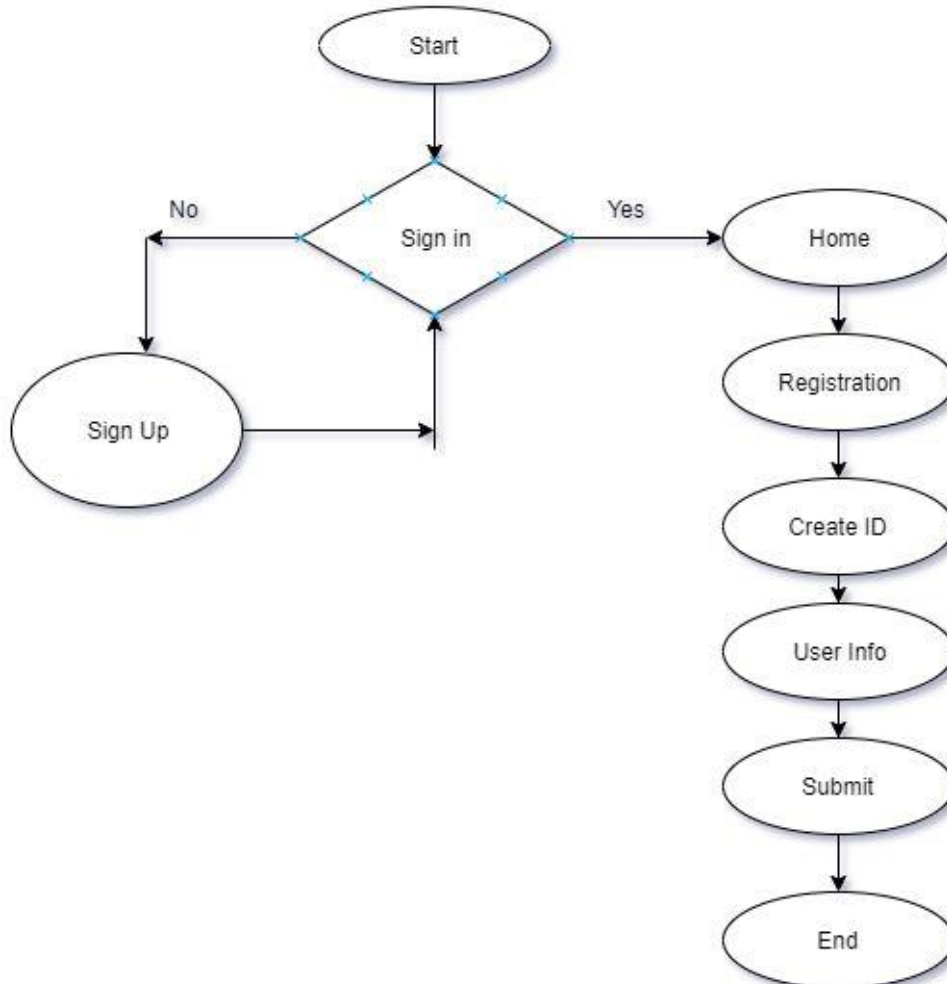 Start
No
Sign in
Yes
Home
Registration
Sign Up
Create ID
User Info
Submit
End